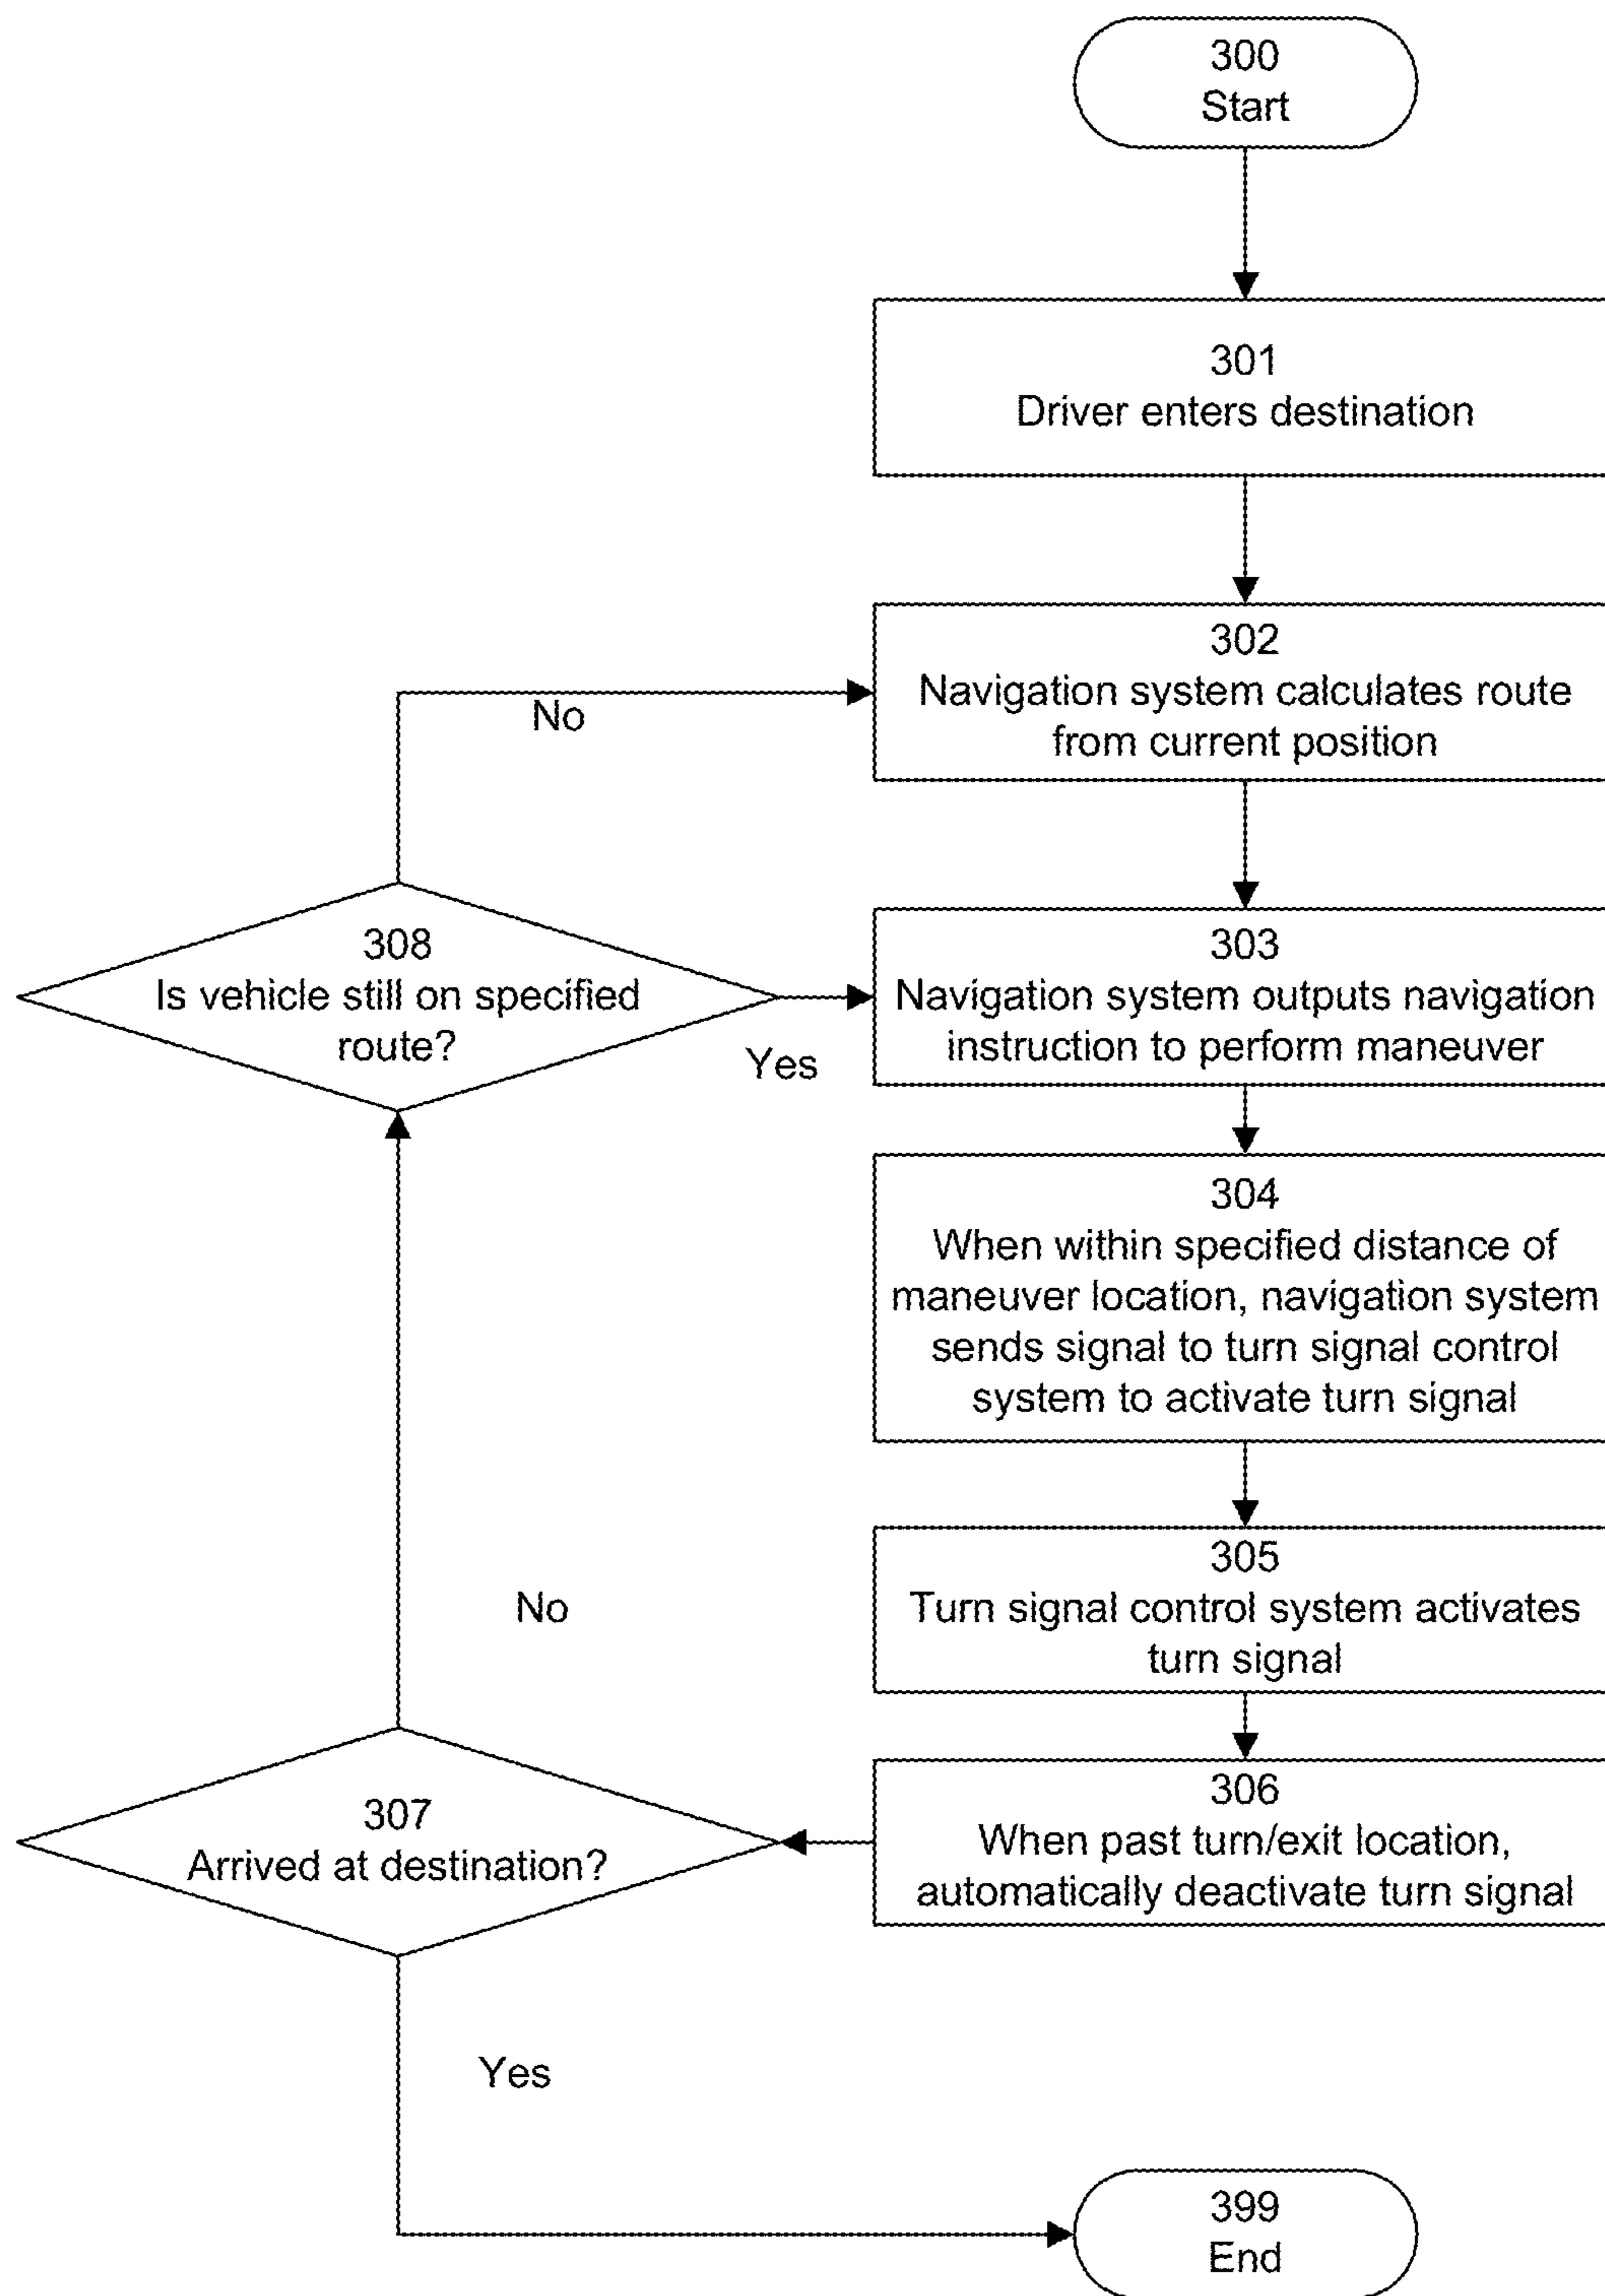 300
Start
301
Driver enters destination
302
Navigation system calculates route
from current position
No
308
Is vehicle still on specified
route?
Yes
303
Navigation system outputs navigation
instruction to perform maneuver
304
When within specified distance of
maneuver location, navigation system
sends signal to turn signal control
system to activate turn signal
305
Turn signal control system activates
turn signal
No
306
When past turn/exit location,
automatically deactivate turn signal
307
Arrived at destination?
Yes
399
End